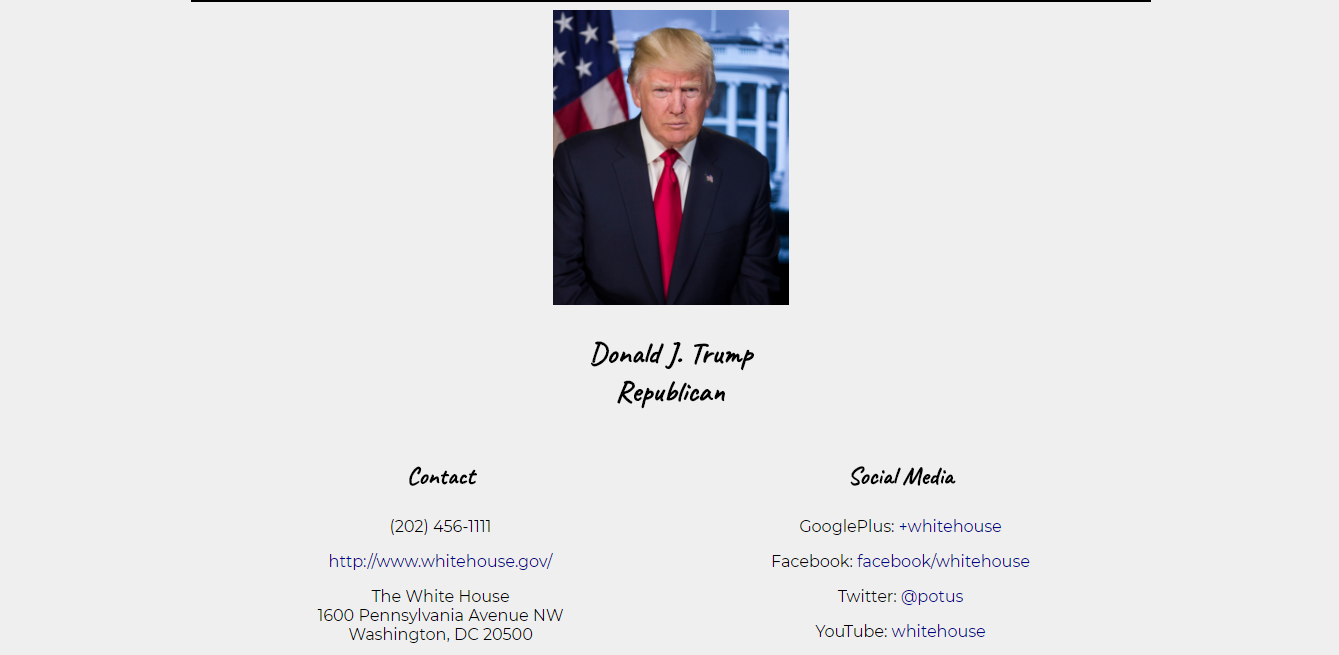 Donald J. Trump
Republican
Contact
(202) 456-1111
http://www.whitehouse.gov/
The White House
1600 Pennsylvania Avenue NW
Washington, DC 20500
Social Media
GooglePlus: +whitehouse
Facebook: facebook/whitehouse
Twitter: @potus
YouTube: whitehouse